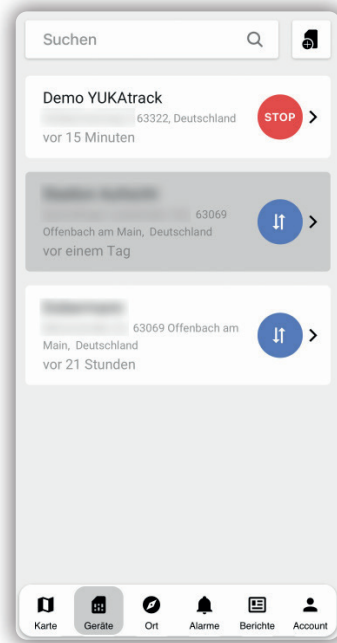 Suchen
Demo YUKAtrack
63322, Deutschland
STOP
vor 15 Minuten
63069
Offenbach am Main, Deutschland
vor einem Tag
63069 Offenbach am
Main, Deutschland
vor 21 Stunden
Karte Geräte Ort Alarme Berichte Account